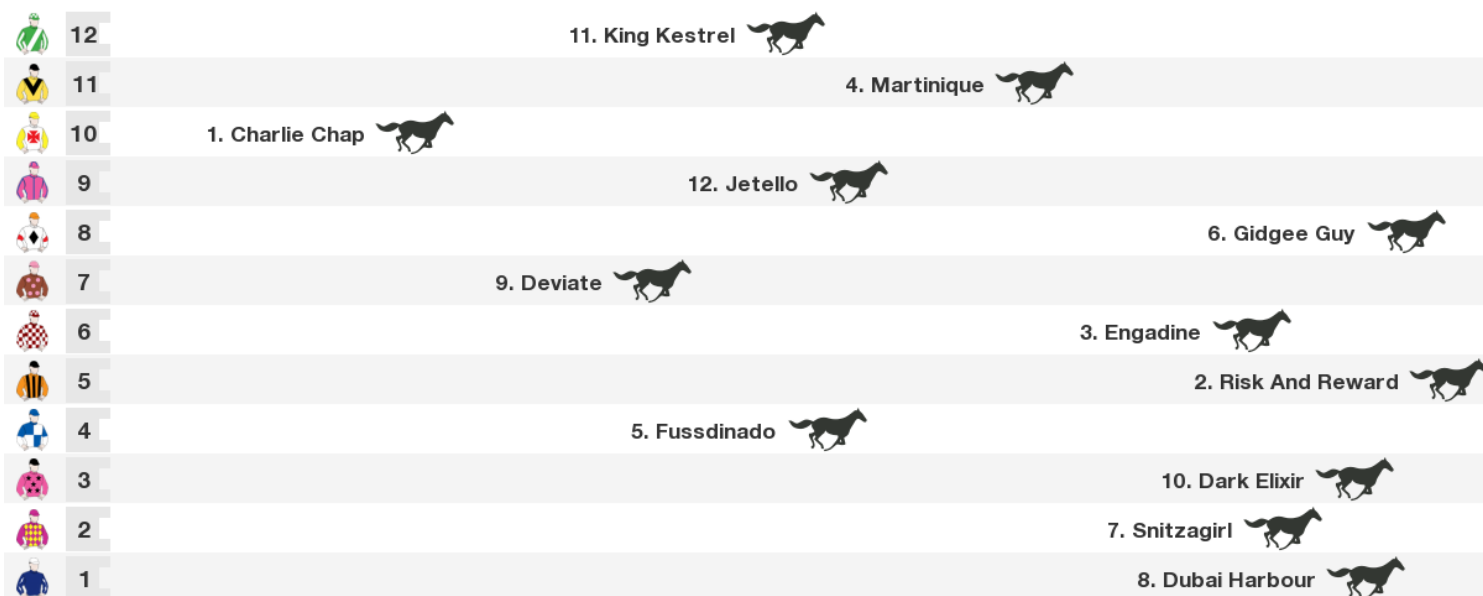 12 11. King Kestrel
11 4. Martinique
10 1. Charlie Chap
9 12. Jetello
8 6. Gidgee Guy
7 9. Deviate
6 3. Engadine
5 2. Risk And Reward
4 5. Fussdinado
3 10. Dark Elixir
2 7. Snitzagirl
1 8. Dubai Harbour